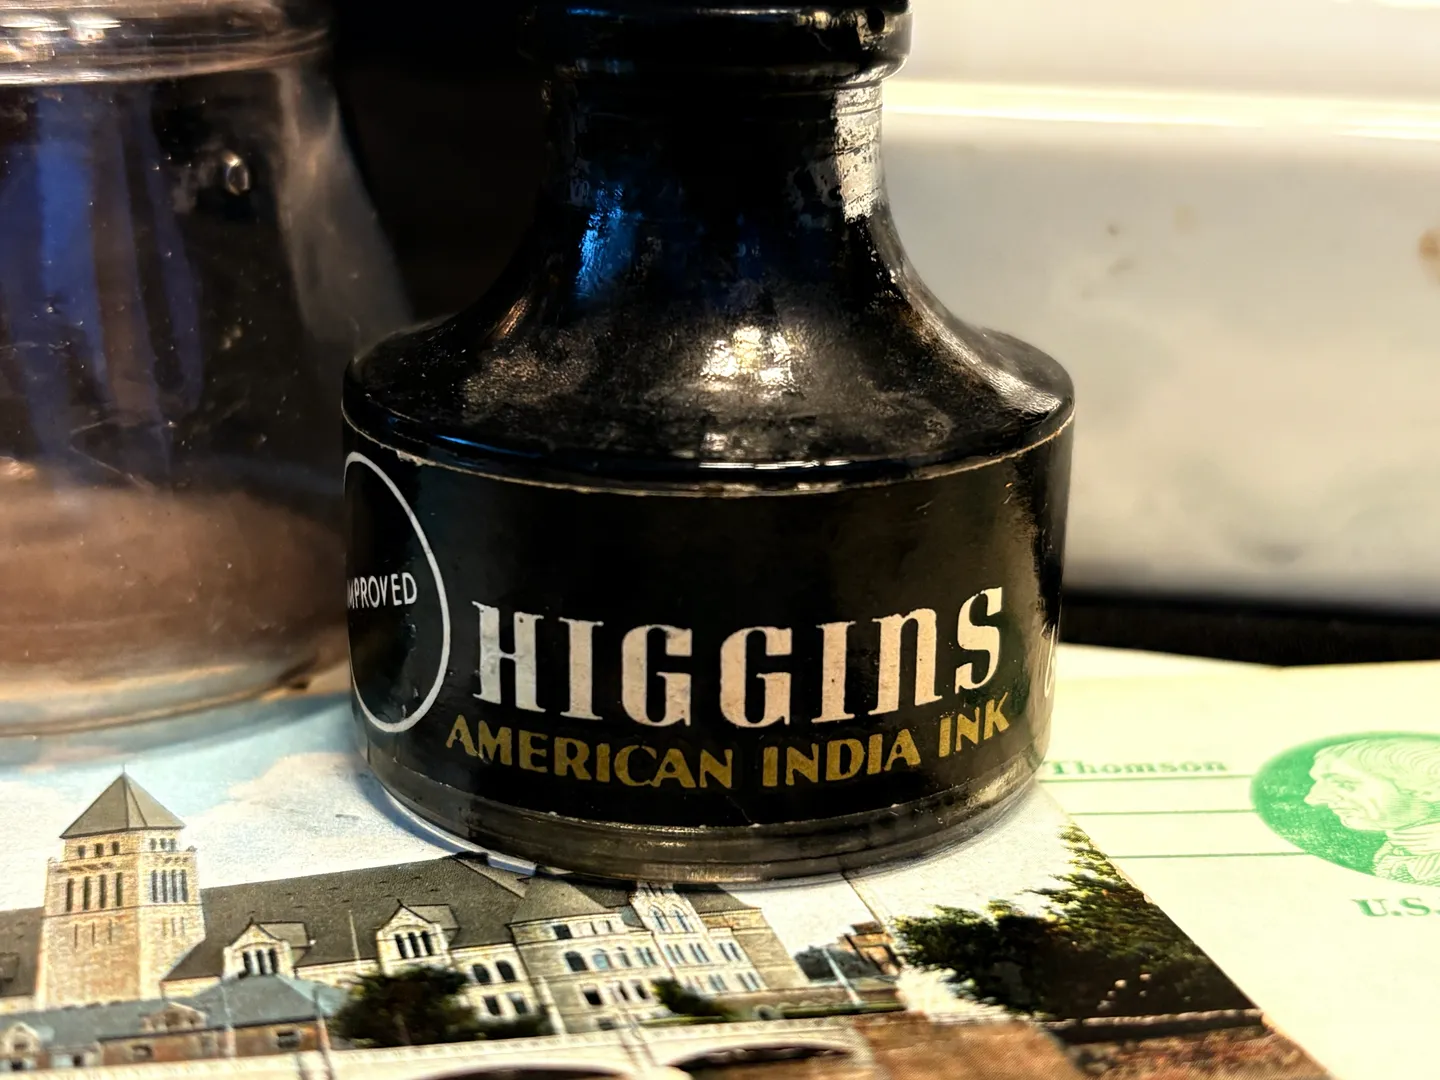 IMPROVED
HIGGINS
AMERICAN INDIA INK
Thomson
U.S.